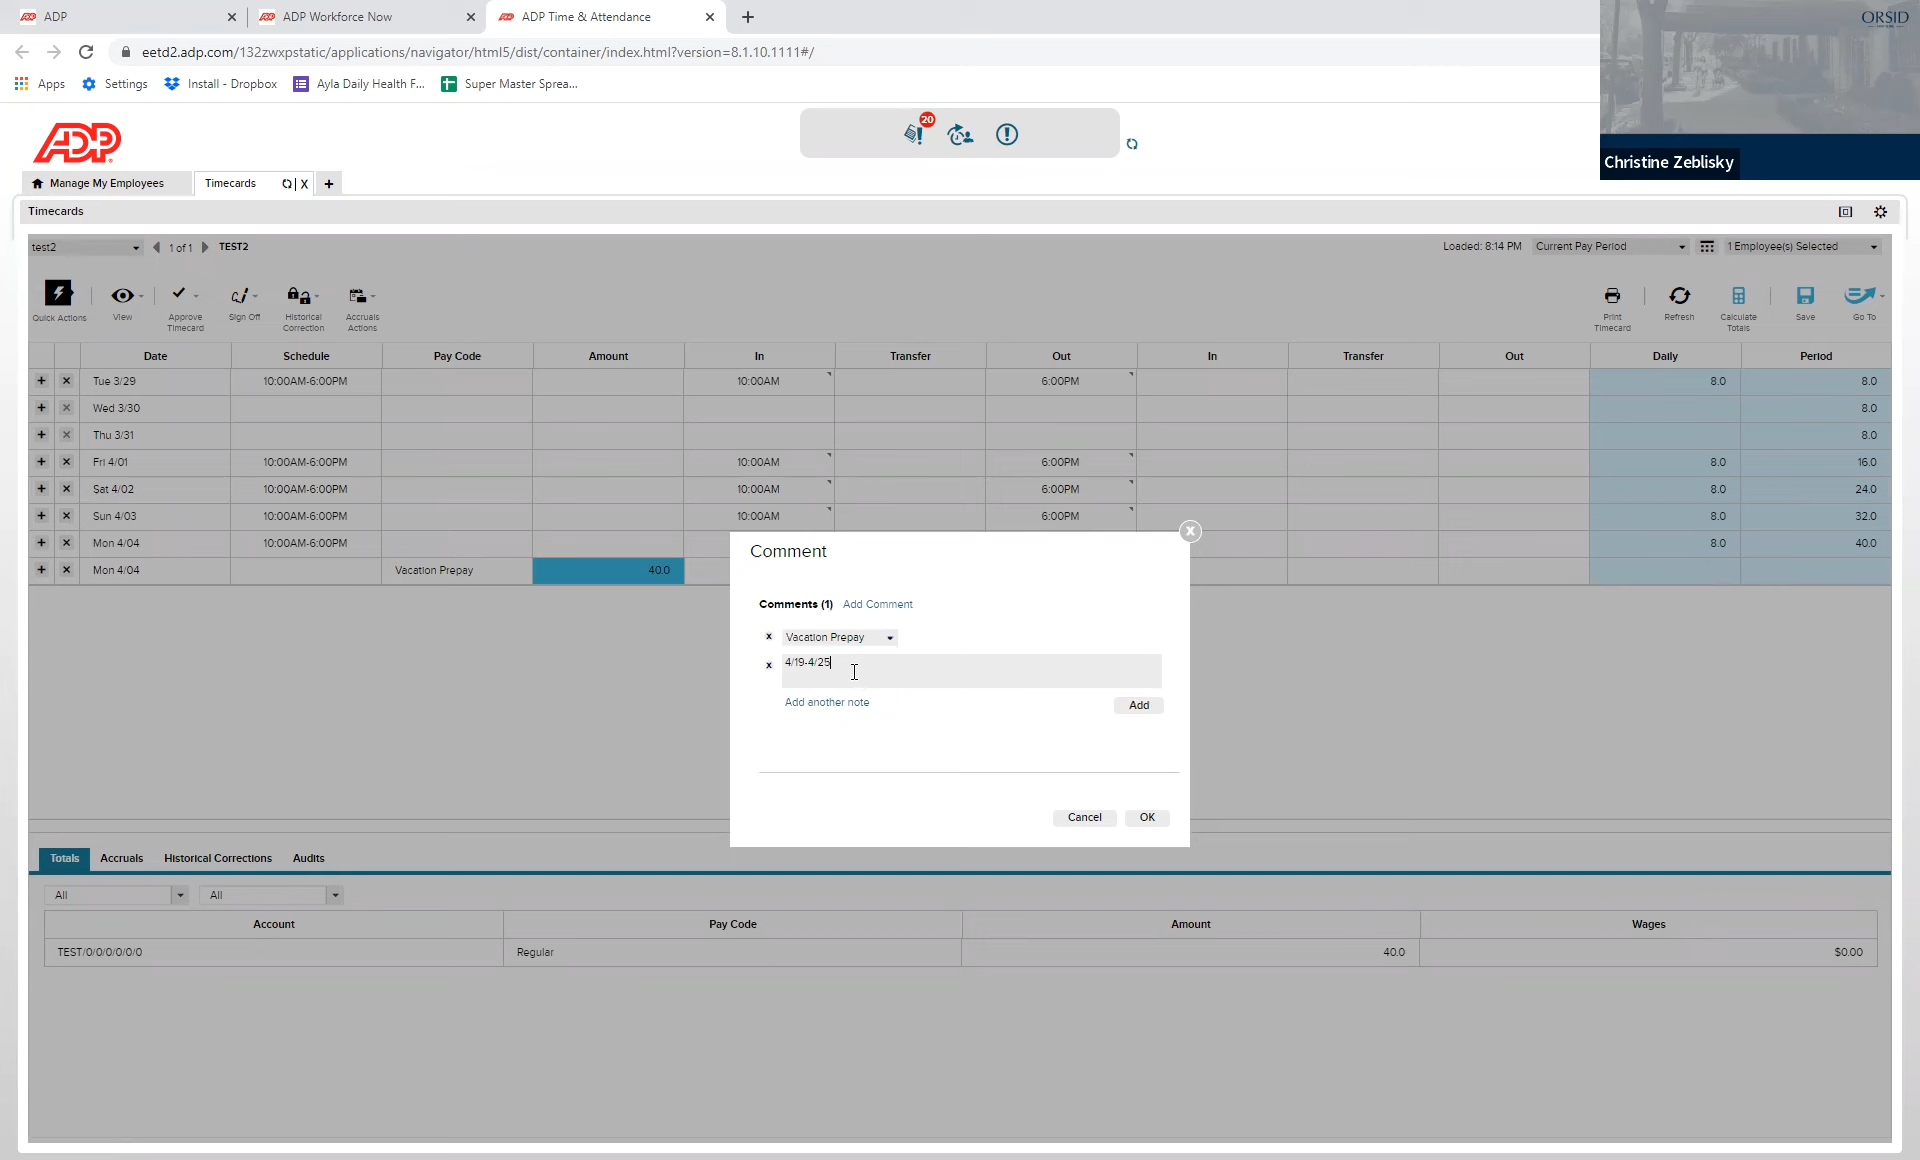 ADP
ADP Workforce Now
ADP Time & Attendance
eetd2.adp.com/132zwxpstatic/applications/navigator/html5/dist/container/index.html?version=8.1.10.1111#/
Apps Settings Install - Dropbox Ayla Daily Health F... Super Master Sprea...
ORSID
Christine Zeblisky
ADP
20
Manage My Employees Timecards X +
Timecards
test2 1 of 1 TEST2 Loaded: 8:14 PM Current Pay Period 1 Employee(s) Selected
Quick Actions View Approve Timecard Sign Off Historical Correction Accruals Actions Print Timecard Refresh Calculate Totals Save Go To
Date Schedule Pay Code Amount In Transfer Out In Transfer Out Daily Period
Tue 3/29 10:00AM-6:00PM 10:00AM 6:00PM 8.0 8.0
Wed 3/30 8.0
Thu 3/31 8.0
Fri 4/01 10:00AM-6:00PM 10:00AM 6:00PM 8.0 16.0
Sat 4/02 10:00AM-6:00PM 10:00AM 6:00PM 8.0 24.0
Sun 4/03 10:00AM-6:00PM 10:00AM 6:00PM 8.0 32.0
Mon 4/04 10:00AM-6:00PM 8.0 40.0
Mon 4/04 Vacation Prepay 40.0
Comment
Comments (1) Add Comment
x Vacation Prepay
x 4/19-4/25
Add another note Add
Cancel OK
Totals Accruals Historical Corrections Audits
All All
Account Pay Code Amount Wages
TEST/0/0/0/0/0/0 Regular 40.0 $0.00